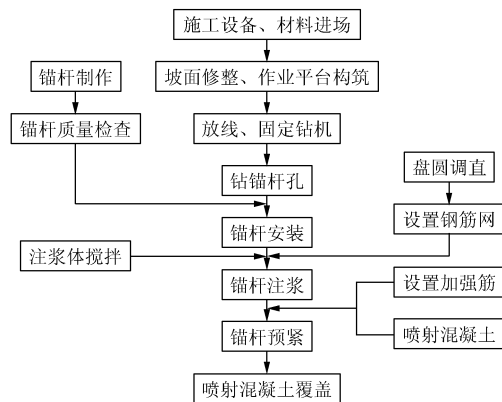 施工设备、材料进场
坡面修整、作业平台构筑
锚杆制作
放线、固定钻机
锚杆质量检查
钻锚杆孔
盘圆调直
锚杆安装
设置钢筋网
注浆体搅拌
锚杆注浆
设置加强筋
锚杆预紧
喷射混凝土
喷射混凝土覆盖